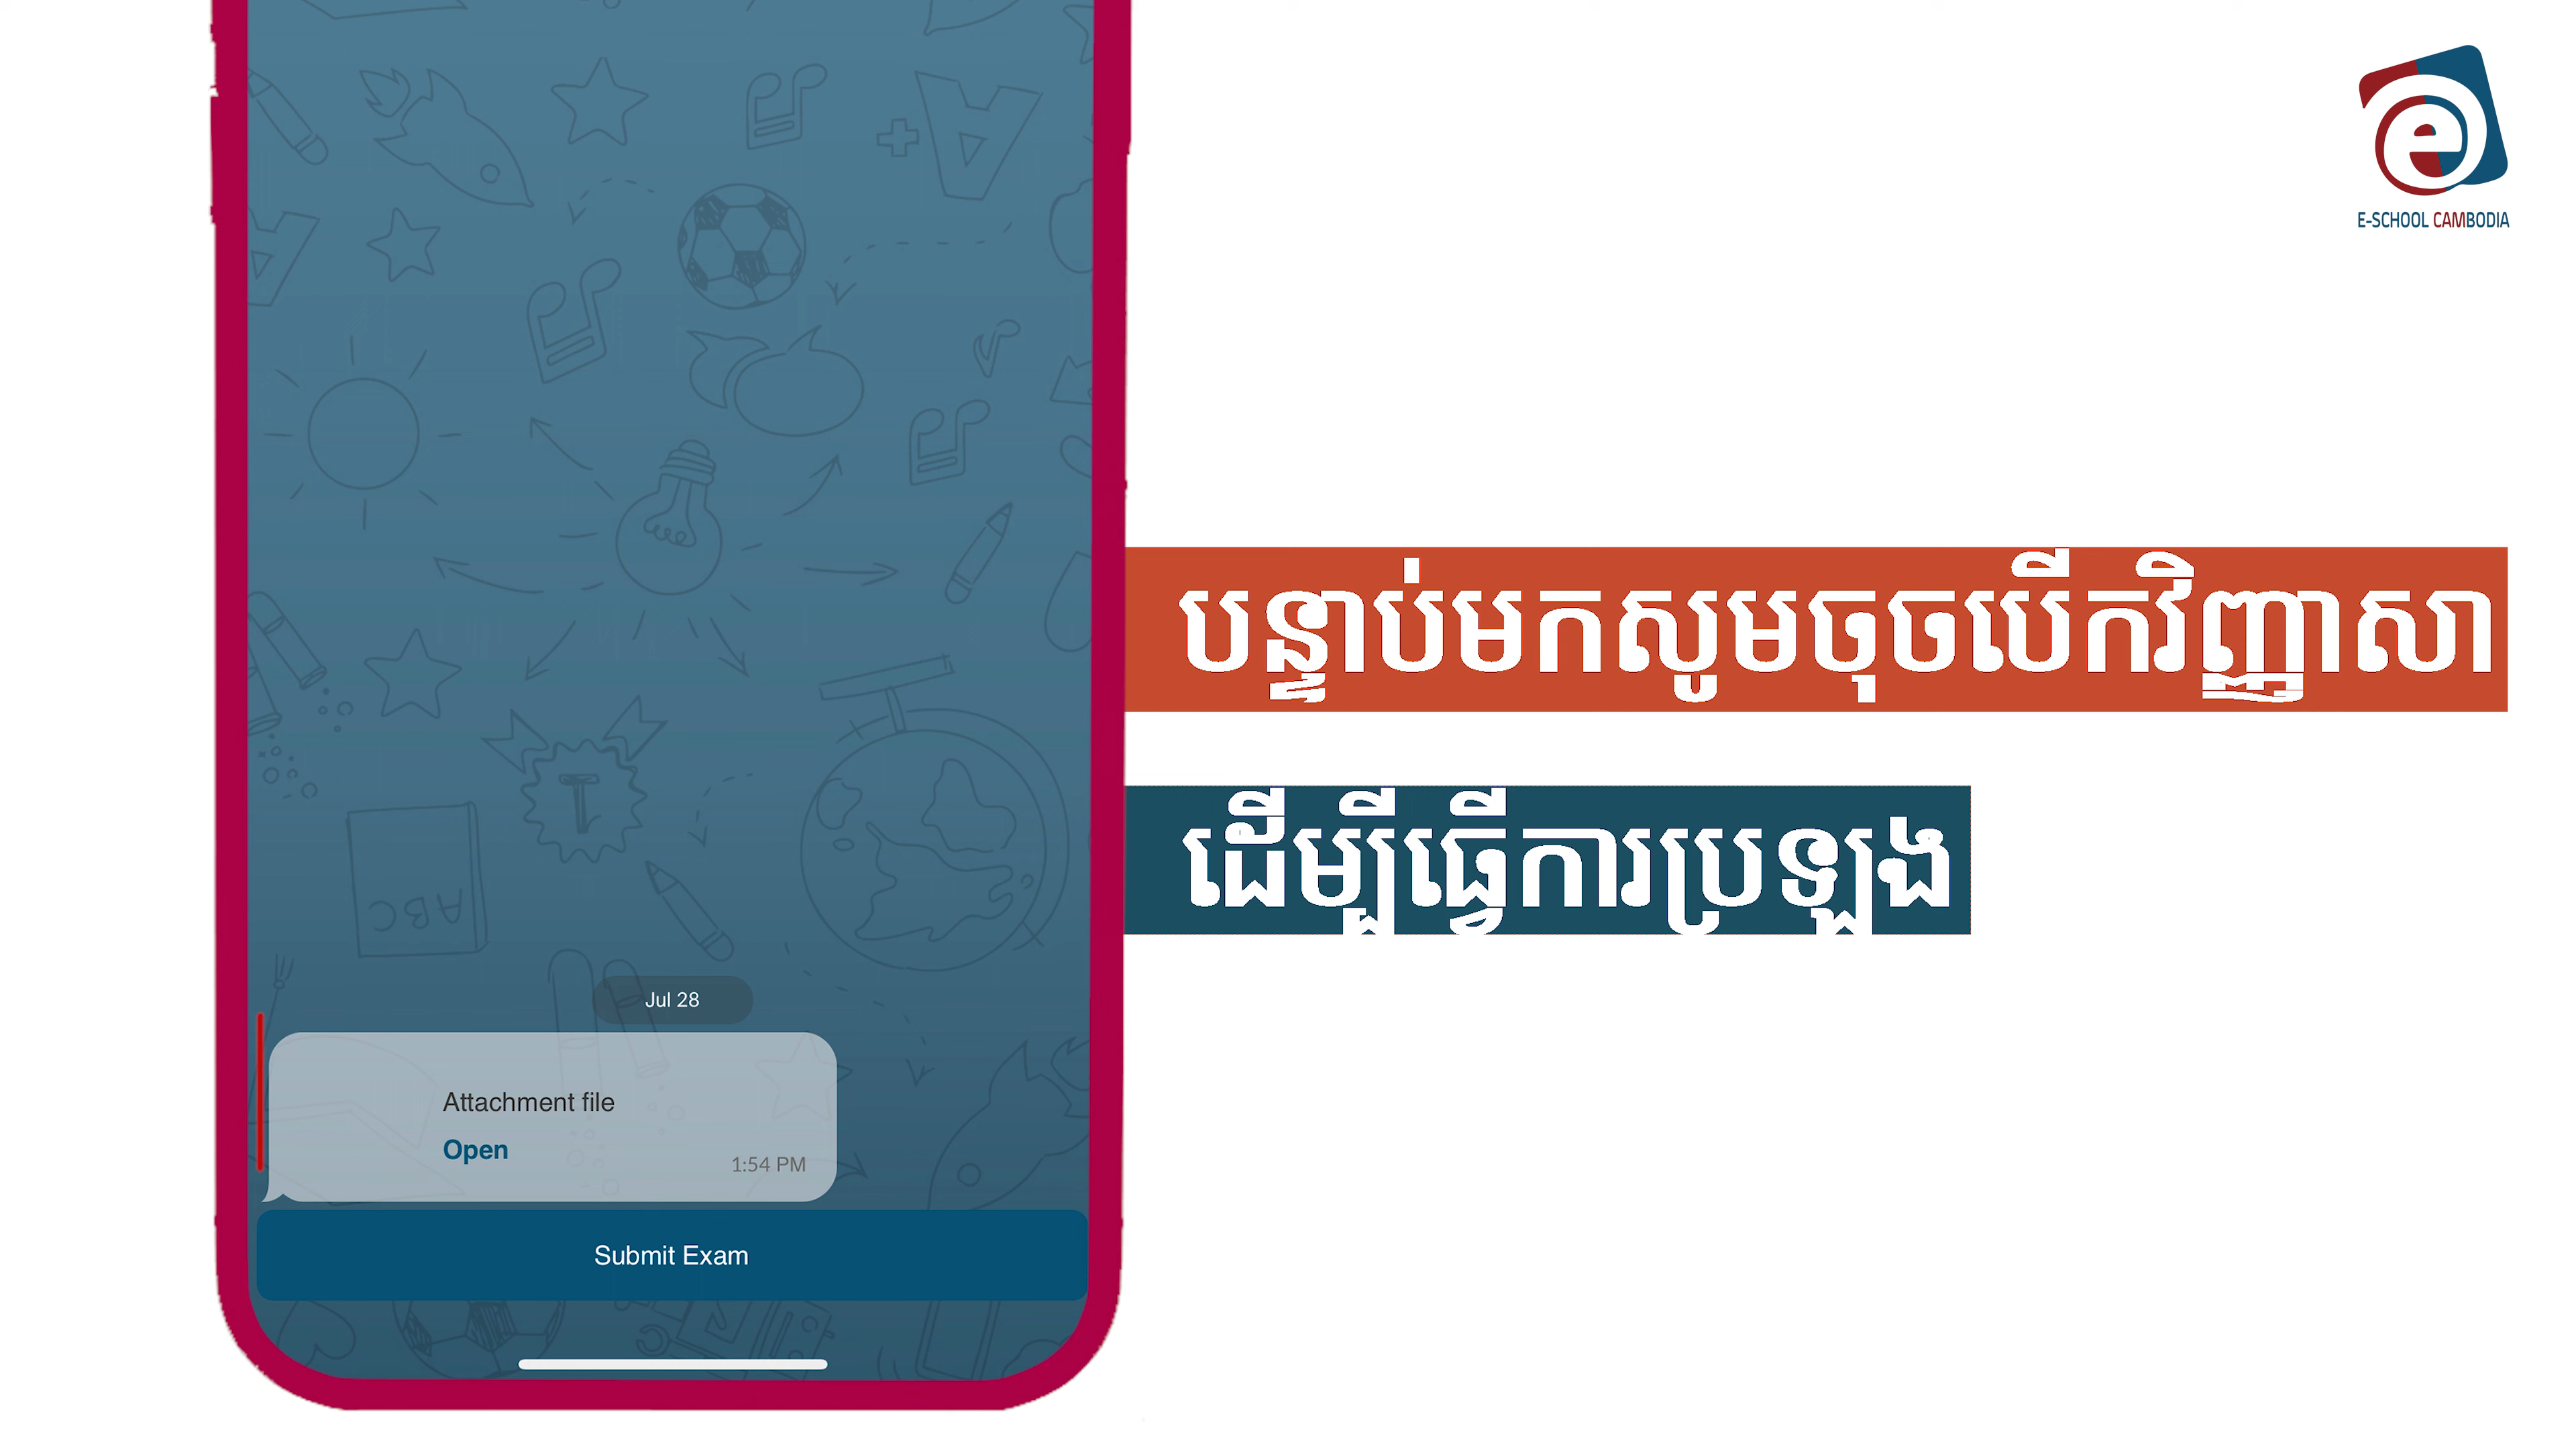 E-SCHOOL CAMBODIA
បន្ទាប់មកសូមចុចបើកវិញ្ញាសា
ដើម្បីធ្វើការប្រឡង
Jul 28
Attachment file
Open
1:54 PM
Submit Exam
ABC